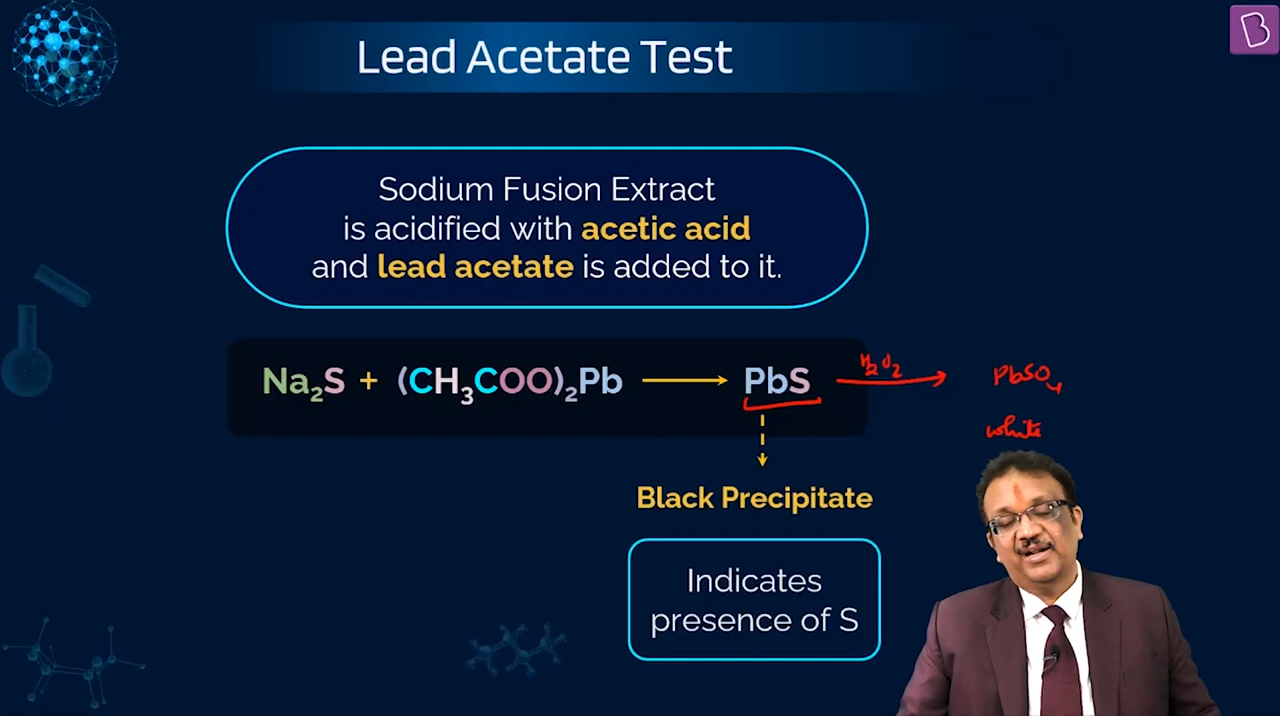 Lead Acetate Test
Sodium Fusion Extract
is acidified with acetic acid
and lead acetate is added to it.
Na₂S + (CH₃COO)₂Pb ⟶ PbS H₂O₂ ⟶ PbSO₄
white
Black Precipitate
Indicates
presence of S
B